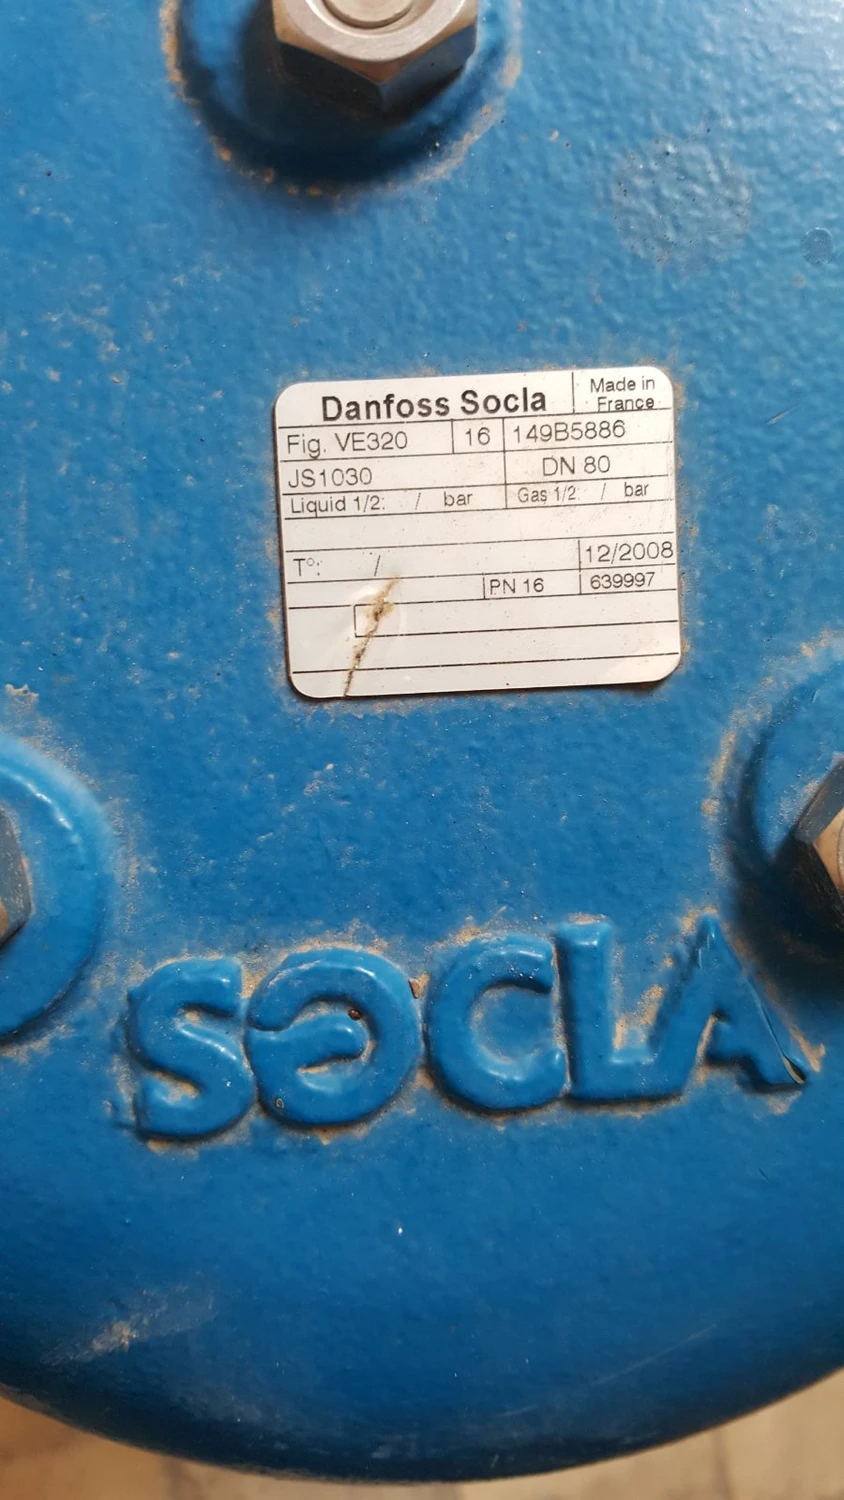 Danfoss Socla Made in France
Fig. VE320 16 149B5886
JS1030 DN 80
Liquid 1/2: / bar Gas 1/2: / bar
T°: / 12/2008
PN 16 639997
SOCLA